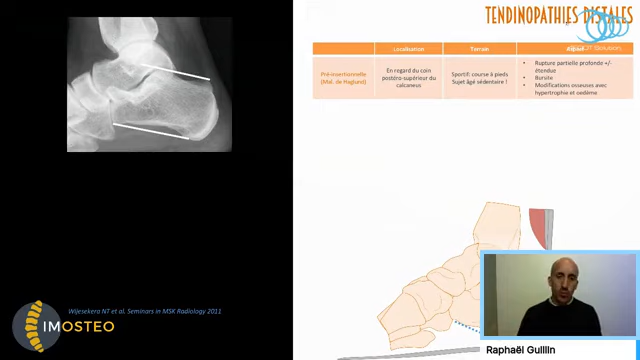 TENDINOPATHIES DISTALES
Localisation
Terrain
Pré-insertionnelle
(Mal. de Haglund)
En regard du coin
postéro-supérieur du
calcaneus
Sportif: course à pieds
Sujet âgé sédentaire !
• Rupture partielle profonde +/-
étendue
• Bursite
• Modifications osseuses avec
hypertrophie et oedème
Wijesekera NT et al. Seminars in MSK Radiology 2011
IMOSTEO
Raphaël Guillin